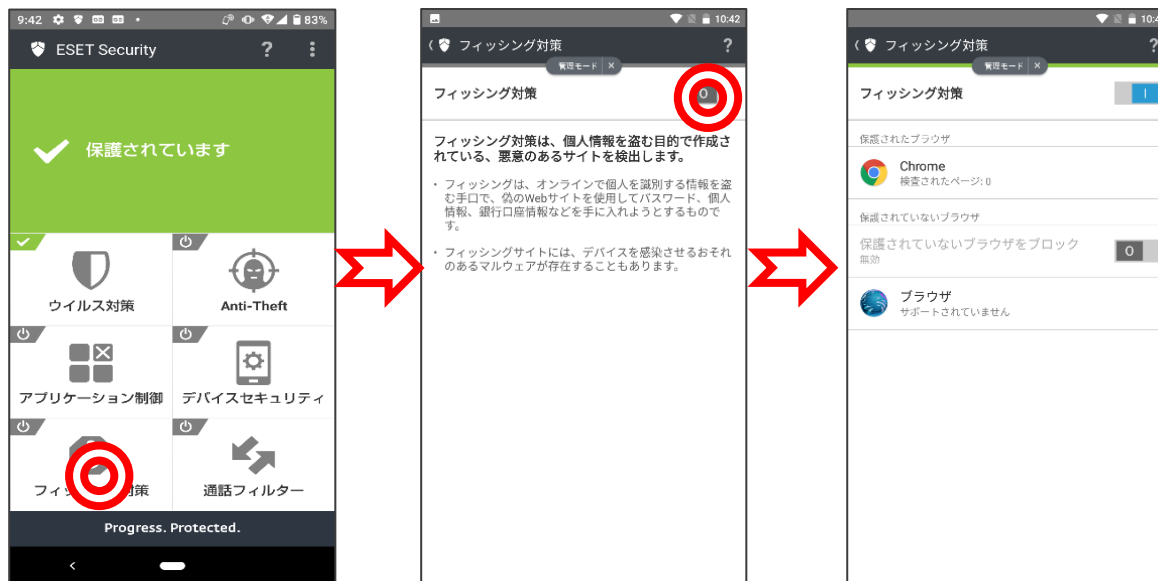 9:42
83%
ESET Security
?
保護されています
ウイルス対策
Anti-Theft
アプリケーション制御
デバイスセキュリティ
通話フィルター
Progress. Protected.
10:42
フィッシング対策
?
管理モード ×
フィッシング対策
O
フィッシング対策は、個人情報を盗む目的で作成さ
れている、悪意のあるサイトを検出します。
・ フィッシングは、オンラインで個人を識別する情報を盗
む手口で、偽のWebサイトを使用してパスワード、個人
情報、銀行口座情報などを手に入れようとするもので
す。
・ フィッシングサイトには、デバイスを感染させるおそれ
のあるマルウェアが存在することもあります。
フィッシング対策
?
管理モード ×
フィッシング対策
I
保護されたブラウザ
Chrome
検査されたページ: 0
保護されていないブラウザ
保護されていないブラウザをブロック
無効
O
ブラウザ
サポートされていません